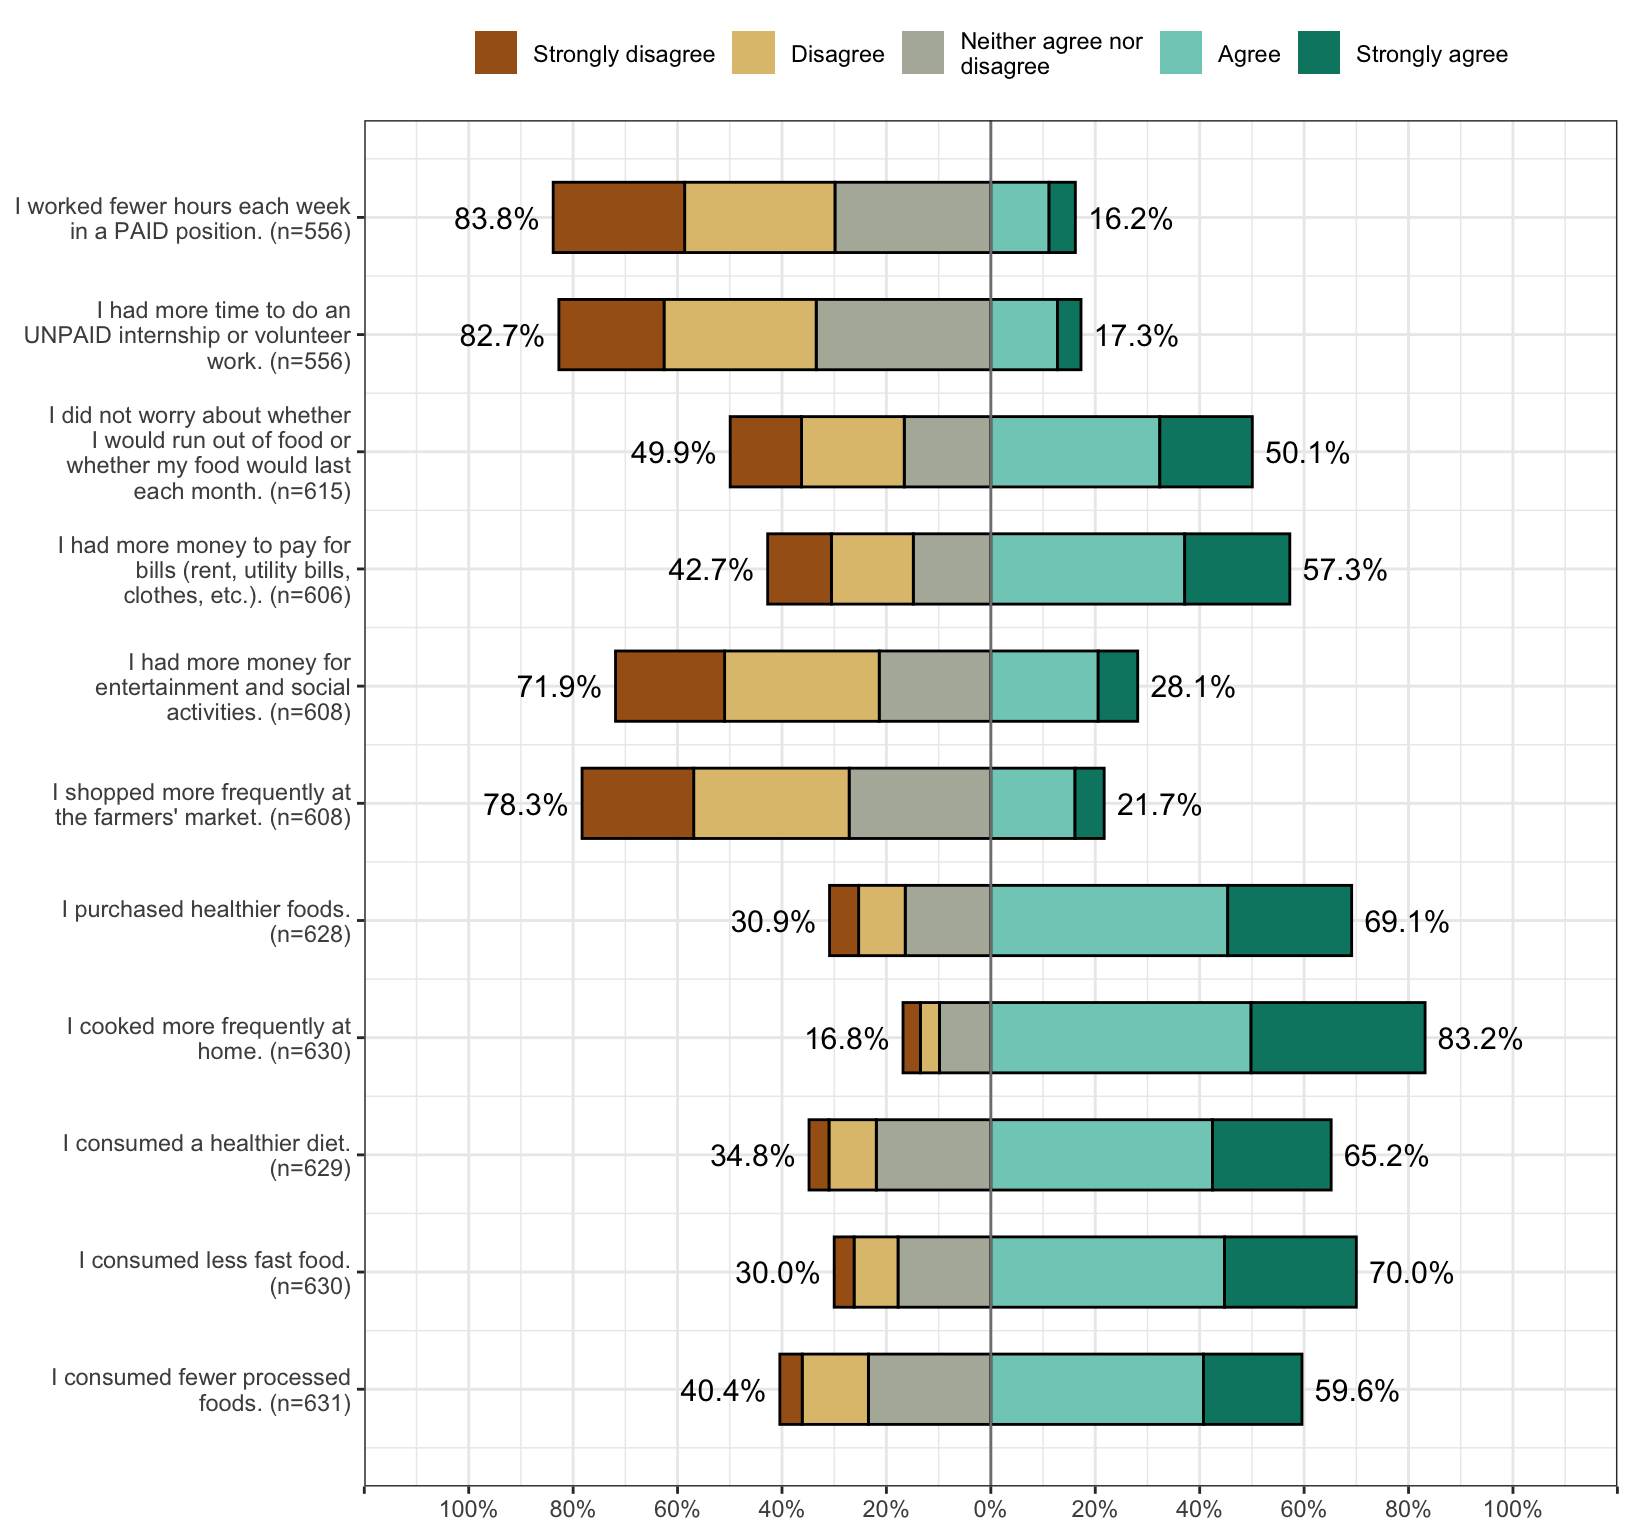 Strongly disagree
Disagree
Neither agree nor
disagree
Agree
Strongly agree
I worked fewer hours each week
in a PAID position. (n=556)
83.8%
16.2%
I had more time to do an
UNPAID internship or volunteer
work. (n=556)
82.7%
17.3%
I did not worry about whether
I would run out of food or
whether my food would last
each month. (n=615)
49.9%
50.1%
I had more money to pay for
bills (rent, utility bills,
clothes, etc.). (n=606)
42.7%
57.3%
I had more money for
entertainment and social
activities. (n=608)
71.9%
28.1%
I shopped more frequently at
the farmers' market. (n=608)
78.3%
21.7%
I purchased healthier foods.
(n=628)
30.9%
69.1%
I cooked more frequently at
home. (n=630)
16.8%
83.2%
I consumed a healthier diet.
(n=629)
34.8%
65.2%
I consumed less fast food.
(n=630)
30.0%
70.0%
I consumed fewer processed
foods. (n=631)
40.4%
59.6%
100% 80% 60% 40% 20% 0% 20% 40% 60% 80% 100%